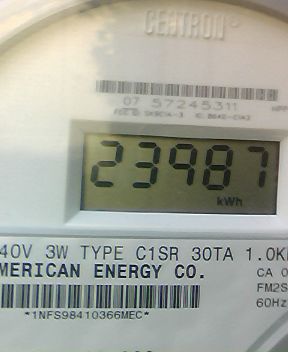 CENTRON
07 57245311
23987
kWh
40V 3W TYPE C1SR 30TA 1.0K
MERICAN ENERGY CO.
CA 0
FM2S
60Hz
*1NFS98410366MEC*